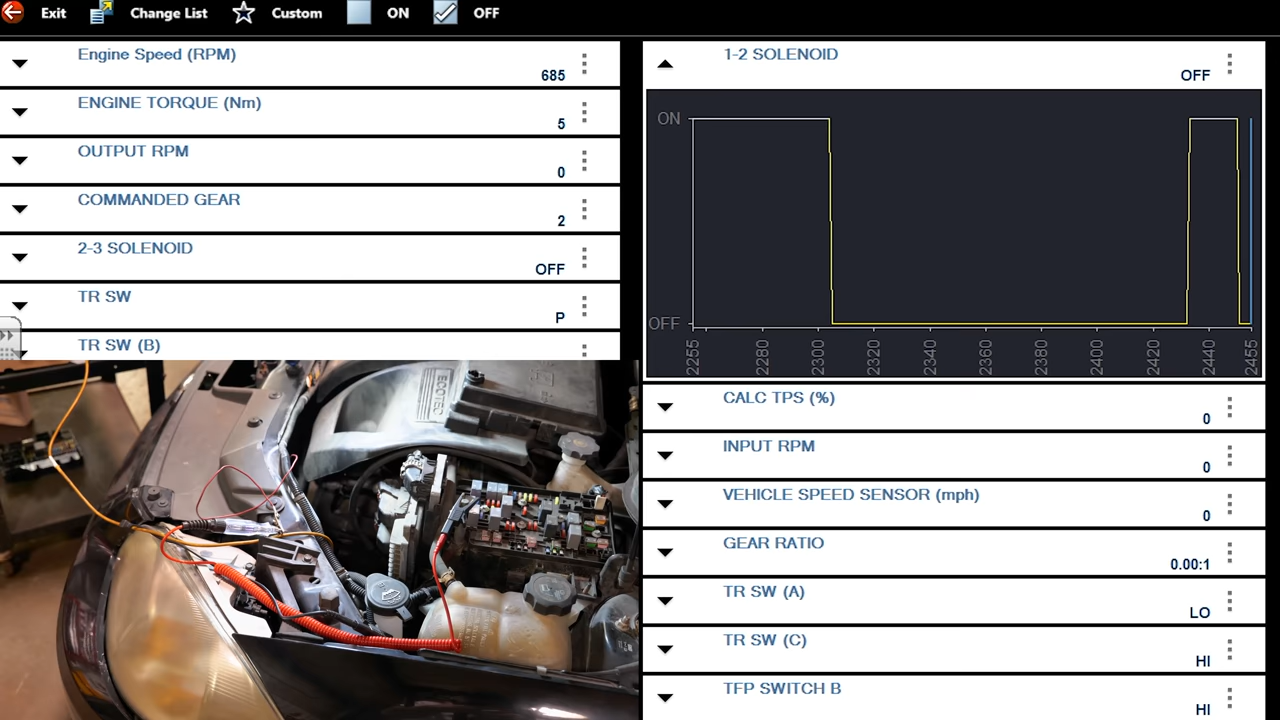 Exit
Change List
Custom
ON
OFF
Engine Speed (RPM)
685
ENGINE TORQUE (Nm)
5
OUTPUT RPM
0
COMMANDED GEAR
2
2-3 SOLENOID
OFF
TR SW
P
TR SW (B)
1-2 SOLENOID
OFF
ON
OFF
2255
2280
2300
2320
2340
2360
2380
2400
2420
2440
2455
CALC TPS (%)
0
INPUT RPM
0
VEHICLE SPEED SENSOR (mph)
0
GEAR RATIO
0.00:1
TR SW (A)
LO
TR SW (C)
HI
TFP SWITCH B
HI
ECOTEC